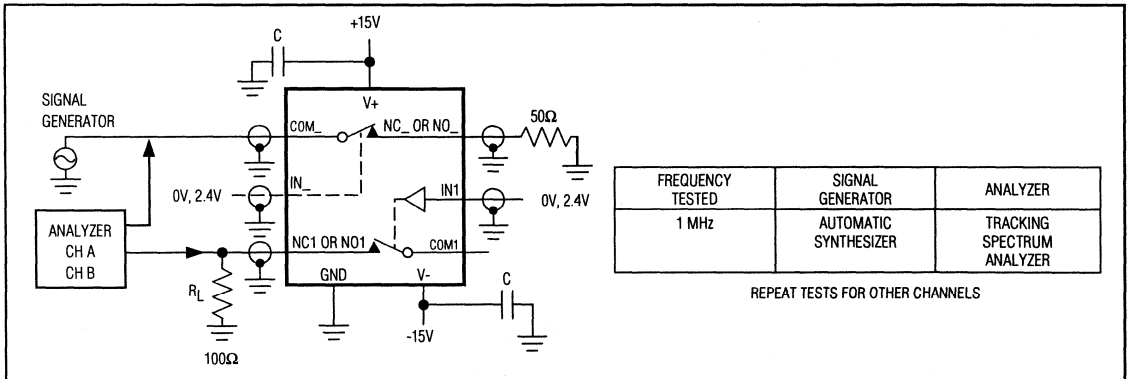 +15V
C
SIGNAL
GENERATOR
V+
COM_
NC_ OR NO_
50Ω
IN_
0V, 2.4V
IN1
0V, 2.4V
ANALYZER
CH A
CH B
NC1 OR NO1
COM1
GND
V-
C
RL
100Ω
-15V
FREQUENCY
TESTED
SIGNAL
GENERATOR
ANALYZER
1 MHz
AUTOMATIC
SYNTHESIZER
TRACKING
SPECTRUM
ANALYZER
REPEAT TESTS FOR OTHER CHANNELS